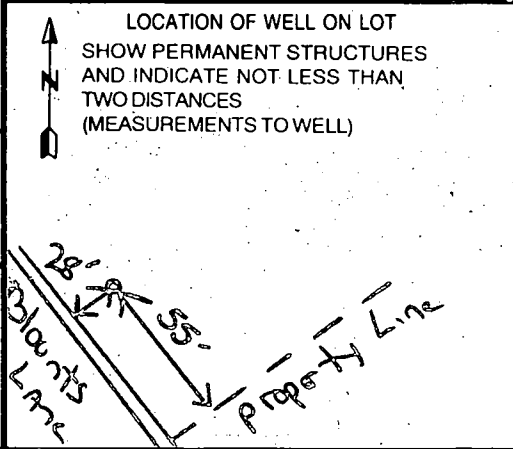 LOCATION OF WELL ON LOT
SHOW PERMANENT STRUCTURES
AND INDICATE NOT LESS THAN
TWO DISTANCES
(MEASUREMENTS TO WELL)
N
28'
55'
Blounts
Lane
Property Line